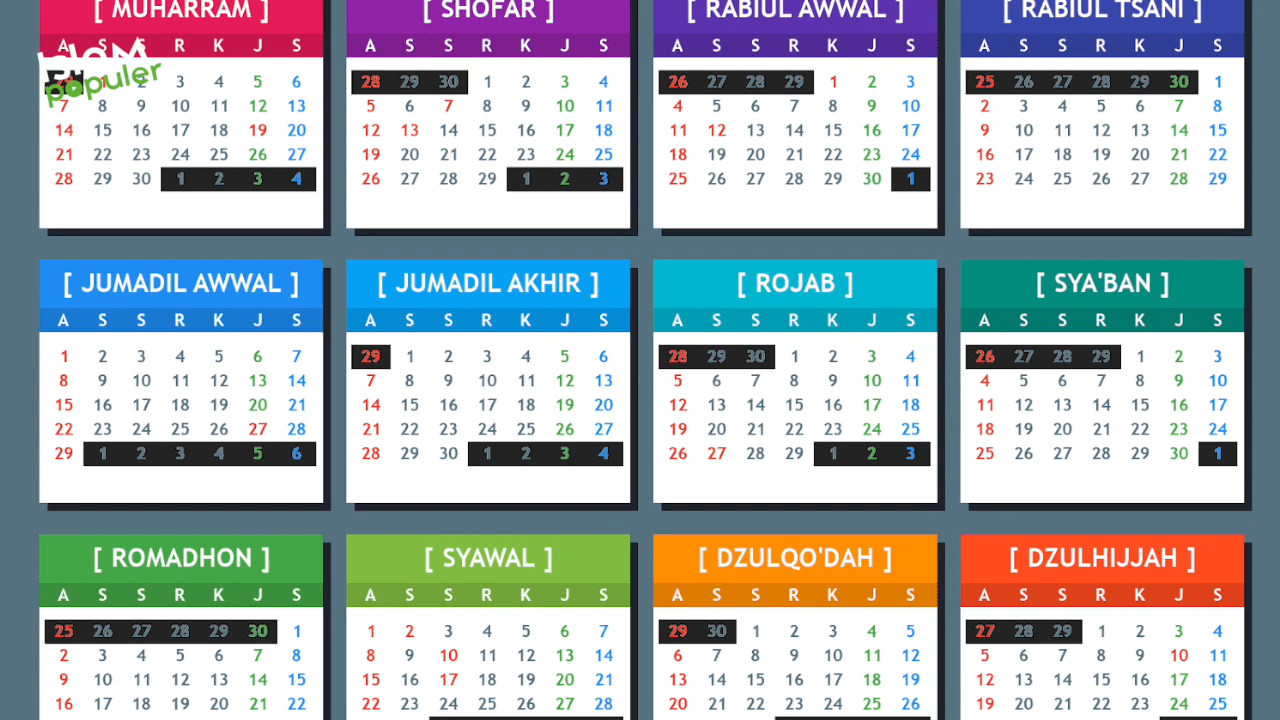 [ MUHARRAM ]
A S S R K J S
Islam
populer
1 2 3 4 5 6
7 8 9 10 11 12 13
14 15 16 17 18 19 20
21 22 23 24 25 26 27
28 29 30 1 2 3 4
[ SHOFAR ]
A S S R K J S
28 29 30 1 2 3 4
5 6 7 8 9 10 11
12 13 14 15 16 17 18
19 20 21 22 23 24 25
26 27 28 29 1 2 3
[ RABIUL AWWAL ]
A S S R K J S
26 27 28 29 1 2 3
4 5 6 7 8 9 10
11 12 13 14 15 16 17
18 19 20 21 22 23 24
25 26 27 28 29 30 1
[ RABIUL TSANI ]
A S S R K J S
25 26 27 28 29 30 1
2 3 4 5 6 7 8
9 10 11 12 13 14 15
16 17 18 19 20 21 22
23 24 25 26 27 28 29
[ JUMADIL AWWAL ]
A S S R K J S
1 2 3 4 5 6 7
8 9 10 11 12 13 14
15 16 17 18 19 20 21
22 23 24 25 26 27 28
29 1 2 3 4 5 6
[ JUMADIL AKHIR ]
A S S R K J S
29 1 2 3 4 5 6
7 8 9 10 11 12 13
14 15 16 17 18 19 20
21 22 23 24 25 26 27
28 29 30 1 2 3 4
[ ROJAB ]
A S S R K J S
28 29 30 1 2 3 4
5 6 7 8 9 10 11
12 13 14 15 16 17 18
19 20 21 22 23 24 25
26 27 28 29 1 2 3
[ SYA'BAN ]
A S S R K J S
26 27 28 29 1 2 3
4 5 6 7 8 9 10
11 12 13 14 15 16 17
18 19 20 21 22 23 24
25 26 27 28 29 30 1
[ ROMADHON ]
A S S R K J S
25 26 27 28 29 30 1
2 3 4 5 6 7 8
9 10 11 12 13 14 15
16 17 18 19 20 21 22
[ SYAWAL ]
A S S R K J S
1 2 3 4 5 6 7
8 9 10 11 12 13 14
15 16 17 18 19 20 21
22 23 24 25 26 27 28
[ DZULQO'DAH ]
A S S R K J S
29 30 1 2 3 4 5
6 7 8 9 10 11 12
13 14 15 16 17 18 19
20 21 22 23 24 25 26
[ DZULHIJJAH ]
A S S R K J S
27 28 29 1 2 3 4
5 6 7 8 9 10 11
12 13 14 15 16 17 18
19 20 21 22 23 24 25